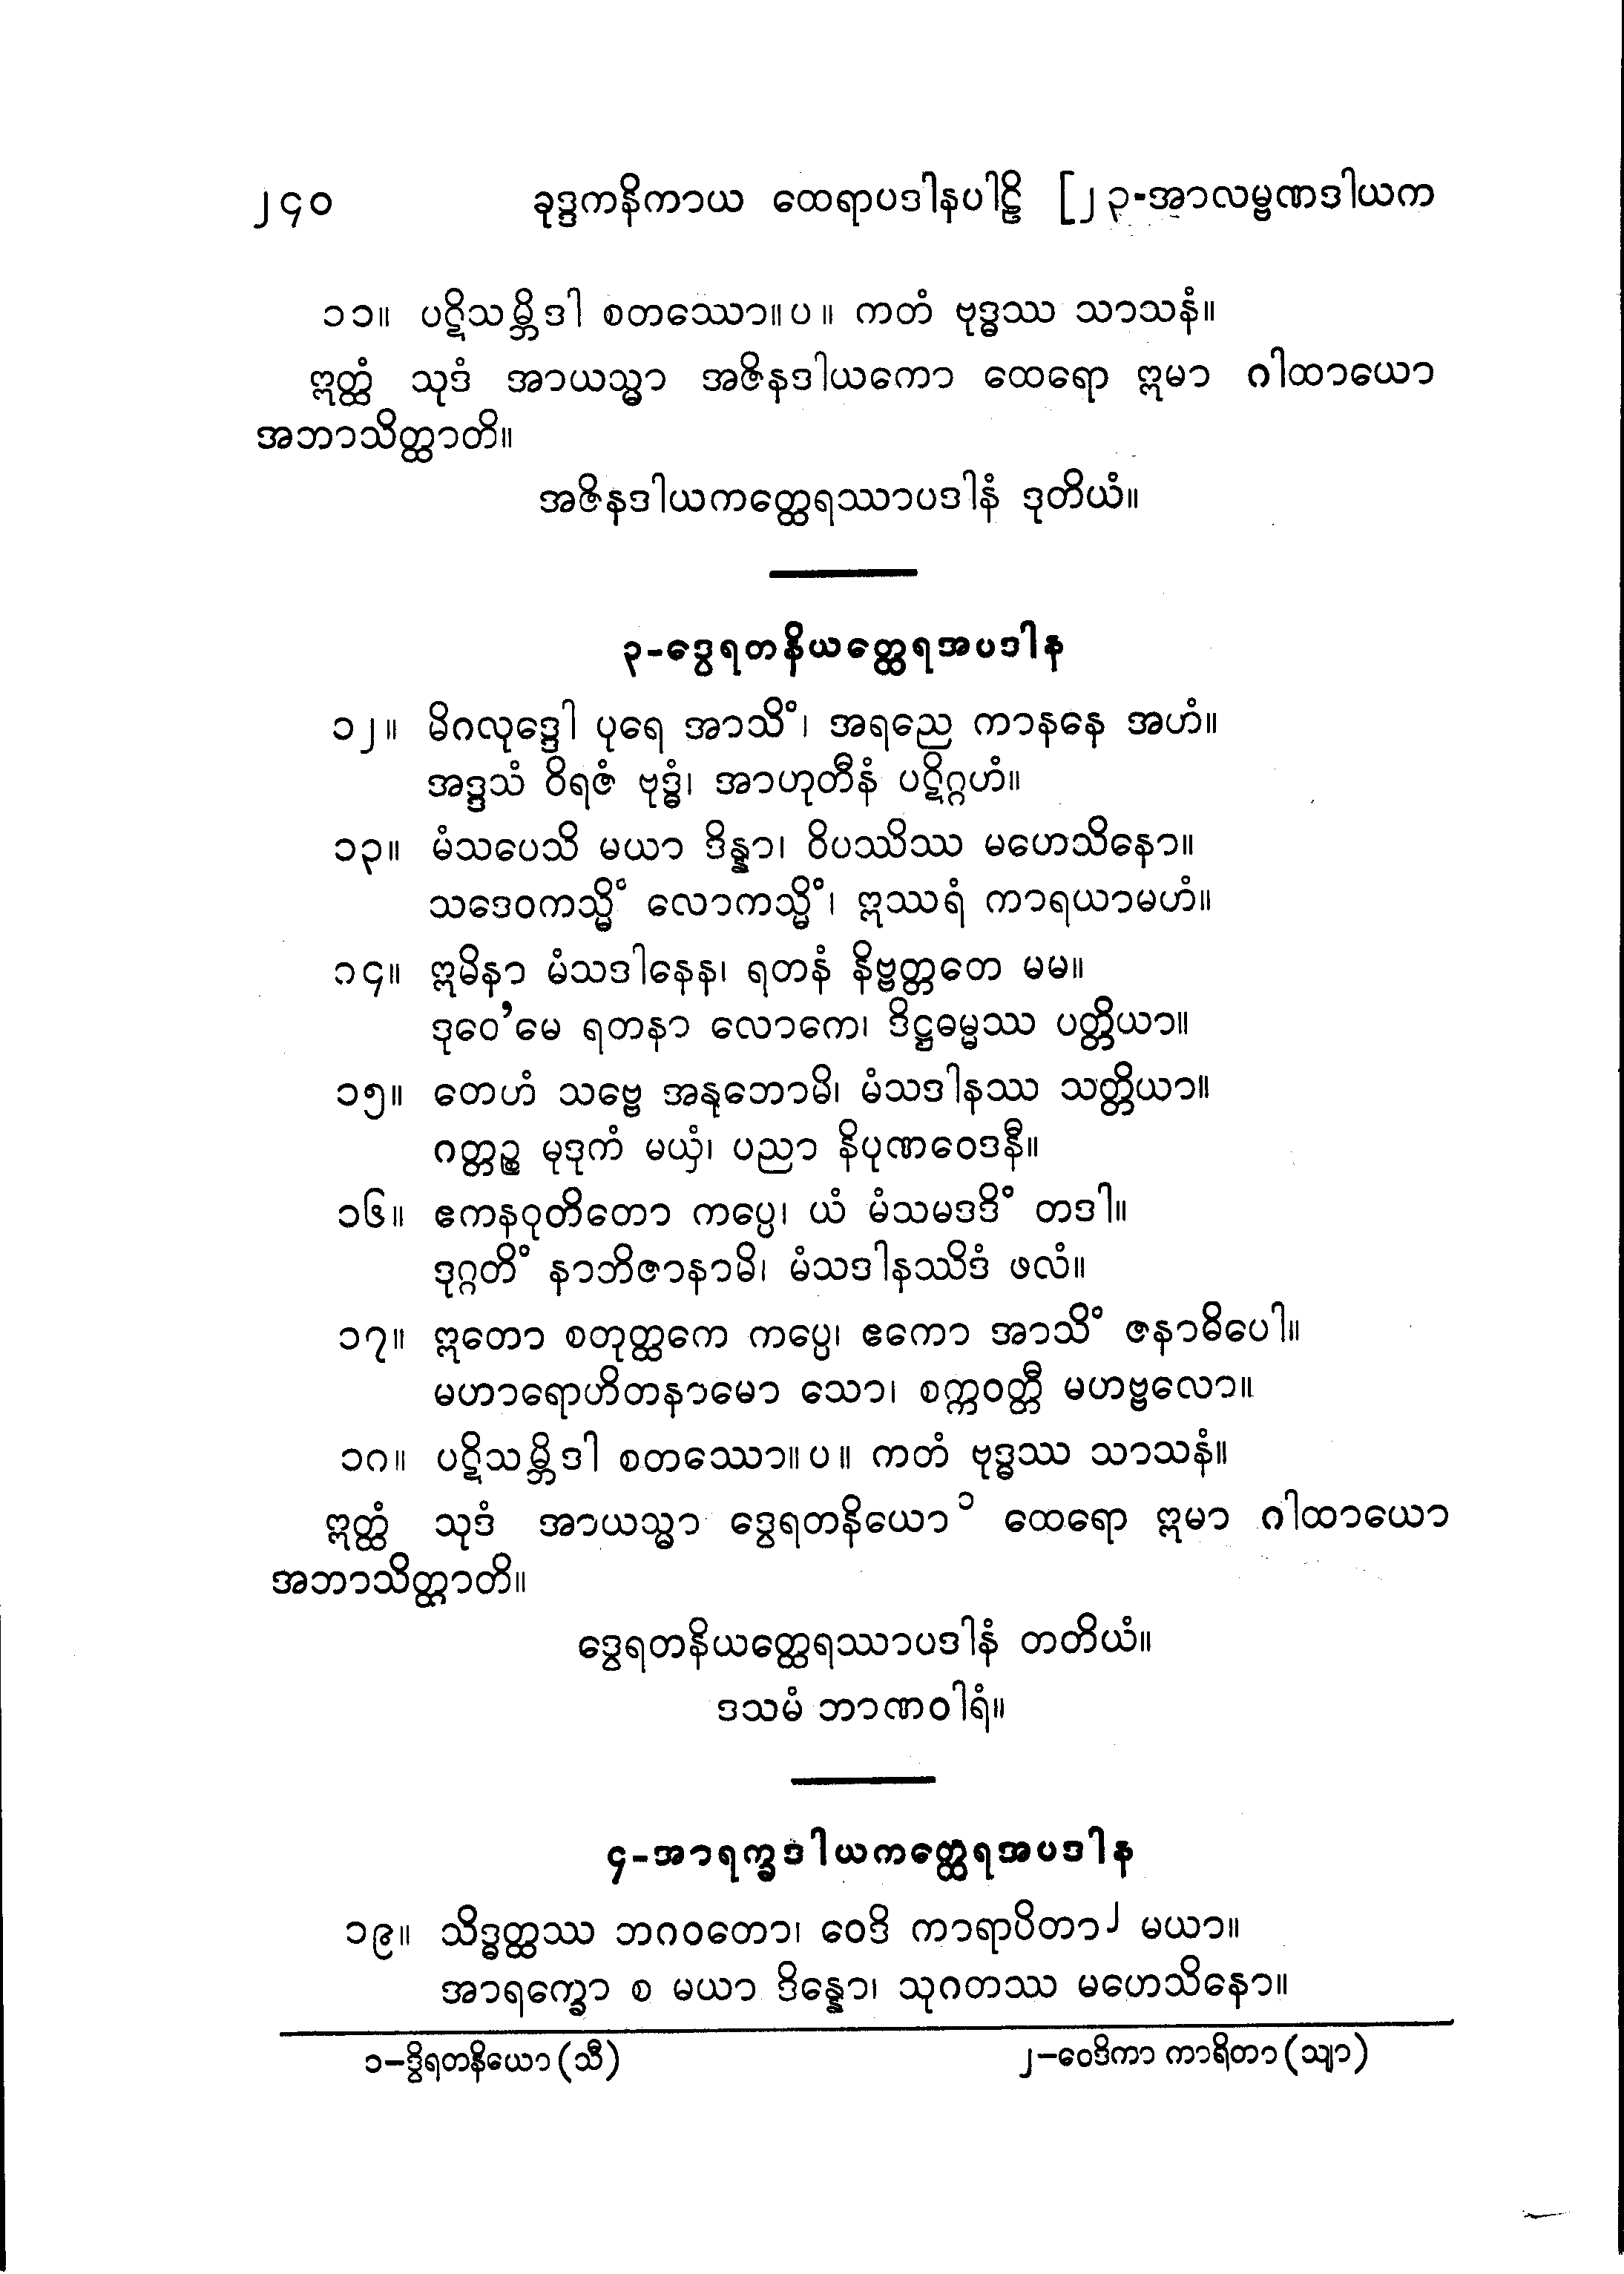 ၂၄၀ ခုဒ္ဒကနိကာယ ထေရာပဒါနပါဠိ [၂၃-အာလမ္ဗဏဒါယက
၁၁။ ပဋိသမ္ဘိဒါ စတဿော။ပ။ ကတံ ဗုဒ္ဓဿ သာသနံ။
ဣတ္ထံ သုဒံ အာယသ္မာ အဇိနဒါယကော ထေရော ဣမာ ဂါထာယော
အဘာသိတ္ထာတိ။
အဇိနဒါယကတ္ထေရဿာပဒါနံ ဒုတိယံ။
၃-ဒွေရတနိယတ္ထေရအပဒါန
၁၂။ မိဂလုဒ္ဒေါ ပုရေ အာသိံ၊ အရညေ ကာနနေ အဟံ။
အဒ္ဒသံ ဝိရဇံ ဗုဒ္ဓံ၊ အာဟုတီနံ ပဋိဂ္ဂဟံ။
၁၃။ မံသပေသိ မယာ ဒိန္နာ၊ ဝိပဿိဿ မဟေသိနော။
သဒေဝကသ္မိံ လောကသ္မိံ၊ ဣဿရံ ကာရယာမဟံ။
၁၄။ ဣမိနာ မံသဒါနေန၊ ရတနံ နိဗ္ဗတ္တတေ မမ။
ဒုဝေ’မေ ရတနာ လောကေ၊ ဒိဋ္ဌဓမ္မဿ ပတ္တိယာ။
၁၅။ တေဟံ သဗ္ဗေ အနုဘောမိ၊ မံသဒါနဿ သတ္တိယာ။
ဂတ္တဉ္စ မုဒုကံ မယှံ၊ ပညာ နိပုဏဝေဒနီ။
၁၆။ ဧကနဝုတိတော ကပ္ပေ၊ ယံ မံသမဒဒိံ တဒါ။
ဒုဂ္ဂတိံ နာဘိဇာနာမိ၊ မံသဒါနဿိဒံ ဖလံ။
၁၇။ ဣတော စတုတ္ထကေ ကပ္ပေ၊ ဧကော အာသိံ ဇနာဓိပေါ။
မဟာရောဟိတနာမော သော၊ စက္ကဝတ္တီ မဟဗ္ဗလော။
၁၈။ ပဋိသမ္ဘိဒါ စတဿော။ပ။ ကတံ ဗုဒ္ဓဿ သာသနံ။
ဣတ္ထံ သုဒံ အာယသ္မာ ဒွေရတနိယော၁ ထေရော ဣမာ ဂါထာယော
အဘာသိတ္ထာတိ။
ဒွေရတနိယတ္ထေရဿာပဒါနံ တတိယံ။
ဒသမံ ဘာဏဝါရံ။
၄-အာရက္ခဒါယကတ္ထေရအပဒါန
၁၉။ သိဒ္ဓတ္ထဿ ဘဂဝတော၊ ဝေဒိ ကာရာပိတာ၂ မယာ။
အာရက္ခော စ မယာ ဒိန္နော၊ သုဂတဿ မဟေသိနော။
၁-ဒွိရတနိယော (သီ) ၂-ဝေဒိကာ ကာရိတာ (သျာ)